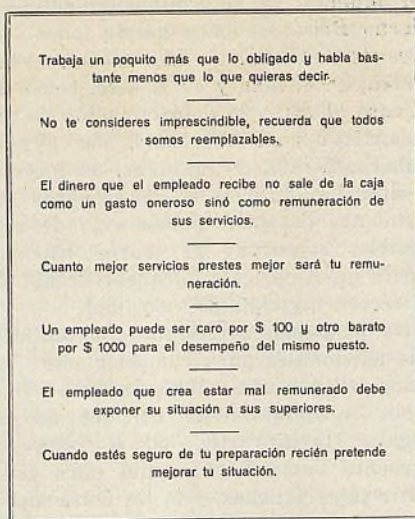 Trabaja un poquito más que lo obligado y habla bas-
tante menos que lo que quieras decir.
No te consideres imprescindible, recuerda que todos
somos reemplazables.
El dinero que el empleado recibe no sale de la caja
como un gasto oneroso sinó como remuneración de
sus servicios.
Cuanto mejor servicios prestes mejor será tu remu-
neración.
Un empleado puede ser caro por $ 100 y otro barato
por $ 1000 para el desempeño del mismo puesto.
El empleado que crea estar mal remunerado debe
exponer su situación a sus superiores.
Cuando estés seguro de tu preparación recién pretende
mejorar tu situación.